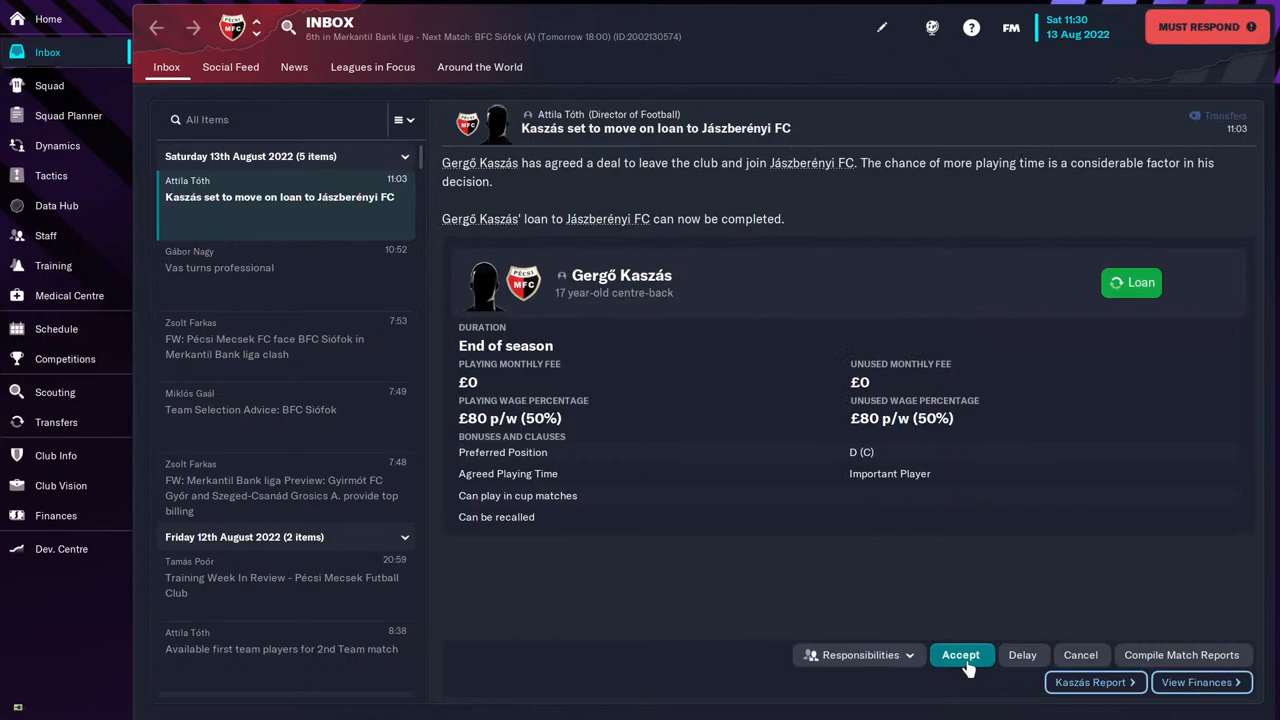 Home
Inbox
Squad
Squad Planner
Dynamics
Tactics
Data Hub
Staff
Training
Medical Centre
Schedule
Competitions
Scouting
Transfers
Club Info
Club Vision
Finances
Dev. Centre
INBOX
6th in Merkantil Bank liga - Next Match: BFC Siófok (A) (Tomorrow 18:00) (ID:2002130574)
FM
Sat 11:30
13 Aug 2022
MUST RESPOND
Inbox
Social Feed
News
Leagues in Focus
Around the World
All Items
Saturday 13th August 2022 (5 items)
Attila Tóth 11:03
Kaszás set to move on loan to Jászberényi FC
Gábor Nagy 10:52
Vas turns professional
Zsolt Farkas 7:53
FW: Pécsi Mecsek FC face BFC Siófok in
Merkantil Bank liga clash
Miklós Gaál 7:49
Team Selection Advice: BFC Siófok
Zsolt Farkas 7:48
FW: Merkantil Bank liga Preview: Gyirmót FC
Győr and Szeged-Csanád Grosics A. provide top
billing
Friday 12th August 2022 (2 items)
Tamás Poór 20:59
Training Week In Review - Pécsi Mecsek Futball
Club
Attila Tóth 8:38
Available first team players for 2nd Team match
Attila Tóth (Director of Football)
Kaszás set to move on loan to Jászberényi FC
Transfers
11:03
Gergő Kaszás has agreed a deal to leave the club and join Jászberényi FC. The chance of more playing time is a considerable factor in his
decision.
Gergő Kaszás' loan to Jászberényi FC can now be completed.
PÉCSI
MFC
Gergő Kaszás
17 year-old centre-back
Loan
DURATION
End of season
PLAYING MONTHLY FEE
£0
UNUSED MONTHLY FEE
£0
PLAYING WAGE PERCENTAGE
£80 p/w (50%)
UNUSED WAGE PERCENTAGE
£80 p/w (50%)
BONUSES AND CLAUSES
Preferred Position D (C)
Agreed Playing Time Important Player
Can play in cup matches
Can be recalled
Responsibilities
Accept
Delay
Cancel
Compile Match Reports
Kaszás Report
View Finances